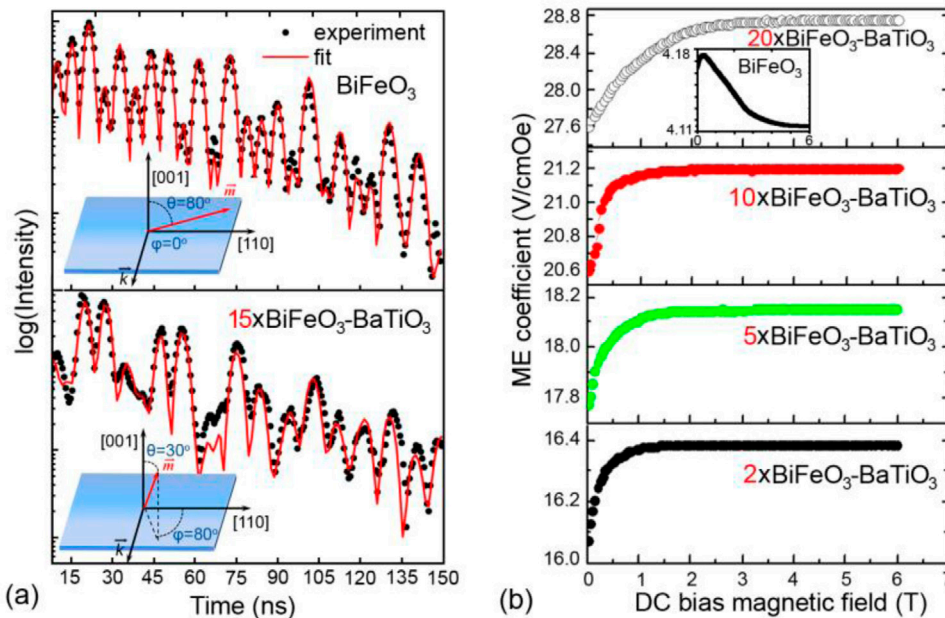 log(Intensity)
• experiment
— fit
BiFeO₃
[001]
θ=80°
m⃗
φ=0°
[110]
k⃗
15xBiFeO₃-BaTiO₃
[001]
θ=30°
m⃗
[110]
φ=80°
k⃗
15 30 45 60 75 90 105 120 135 150
Time (ns)
(a)
ME coefficient (V/cmOe)
28.8
28.4
28.0
27.6
20xBiFeO₃-BaTiO₃
4.18
BiFeO₃
4.11
0 6
21.2
21.0
20.8
20.6
10xBiFeO₃-BaTiO₃
18.2
18.0
17.8
5xBiFeO₃-BaTiO₃
16.4
16.2
16.0
2xBiFeO₃-BaTiO₃
0 1 2 3 4 5 6
DC bias magnetic field (T)
(b)